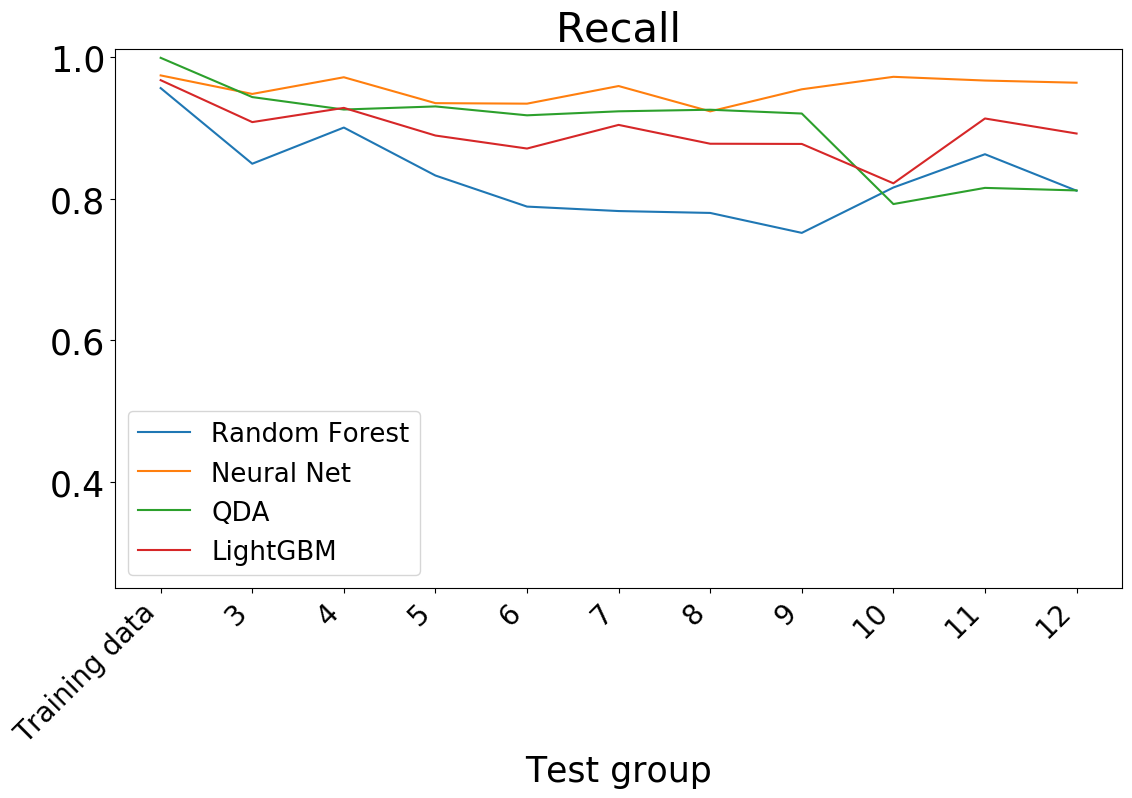 Recall
1.0
0.8
0.6
0.4
Random Forest
Neural Net
QDA
LightGBM
Training data
3
4
5
6
7
8
9
10
11
12
Test group